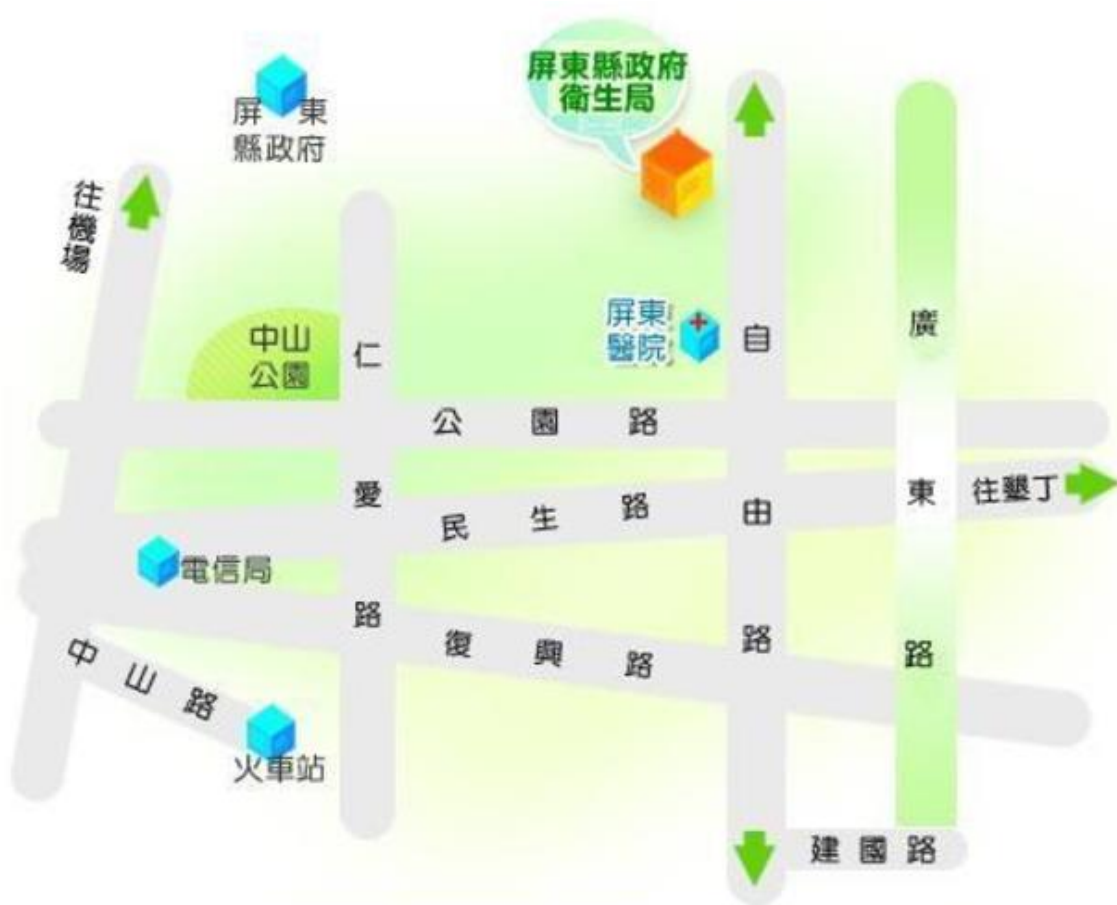 屏東縣政府
衛生局
屏東
縣政府
往機場
中山
公園
仁愛路
屏東
醫院
自由路
廣東路
公園路
民生路
往墾丁
電信局
復興路
中山路
火車站
建國路